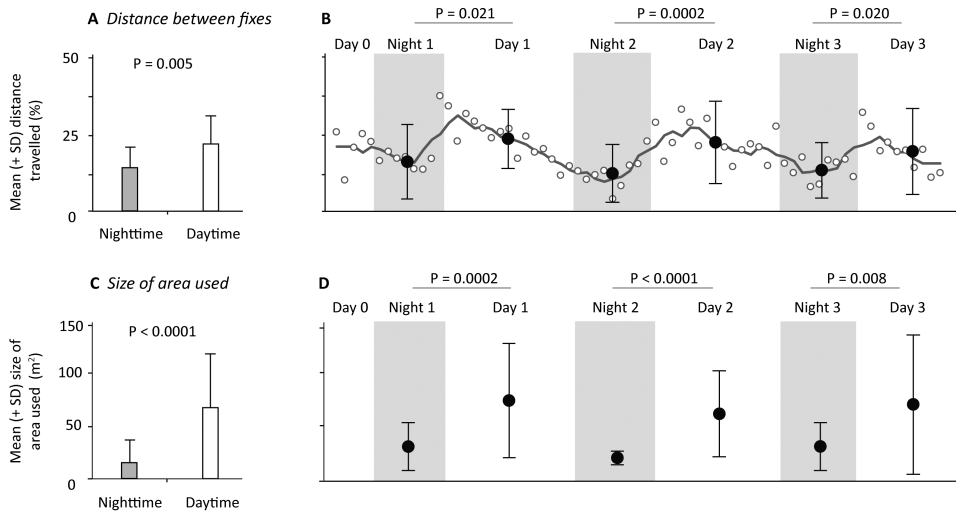 A Distance between fixes
Mean (+ SD) distance
travelled (%)
50
25
0
P = 0.005
Nighttime Daytime
B
P = 0.021 P = 0.0002 P = 0.020
Day 0 Night 1 Day 1 Night 2 Day 2 Night 3 Day 3
C Size of area used
Mean (+ SD) size of
area used (m²)
150
100
50
0
P < 0.0001
Nighttime Daytime
D
P = 0.0002 P < 0.0001 P = 0.008
Day 0 Night 1 Day 1 Night 2 Day 2 Night 3 Day 3